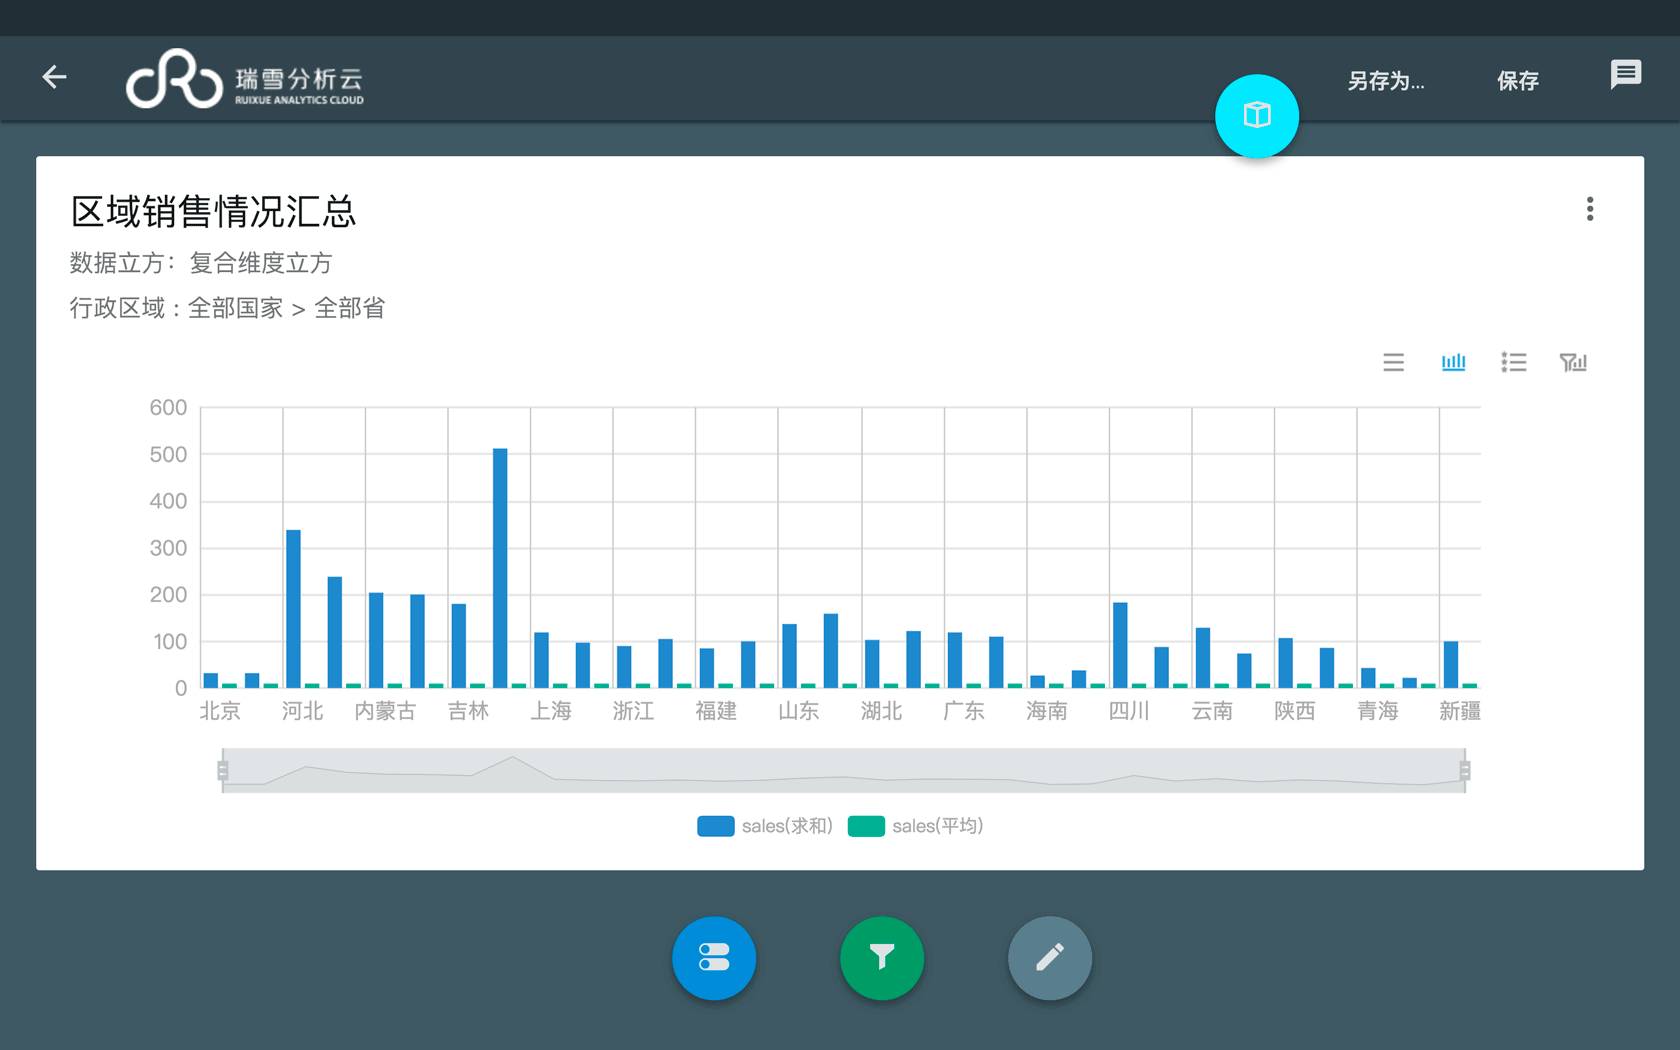 瑞雪分析云
RUIXUE ANALYTICS CLOUD
另存为...
保存
区域销售情况汇总
数据立方：复合维度立方
行政区域 : 全部国家 > 全部省
600
500
400
300
200
100
0
北京 河北 内蒙古 吉林 上海 浙江 福建 山东 湖北 广东 海南 四川 云南 陕西 青海 新疆
sales(求和) sales(平均)